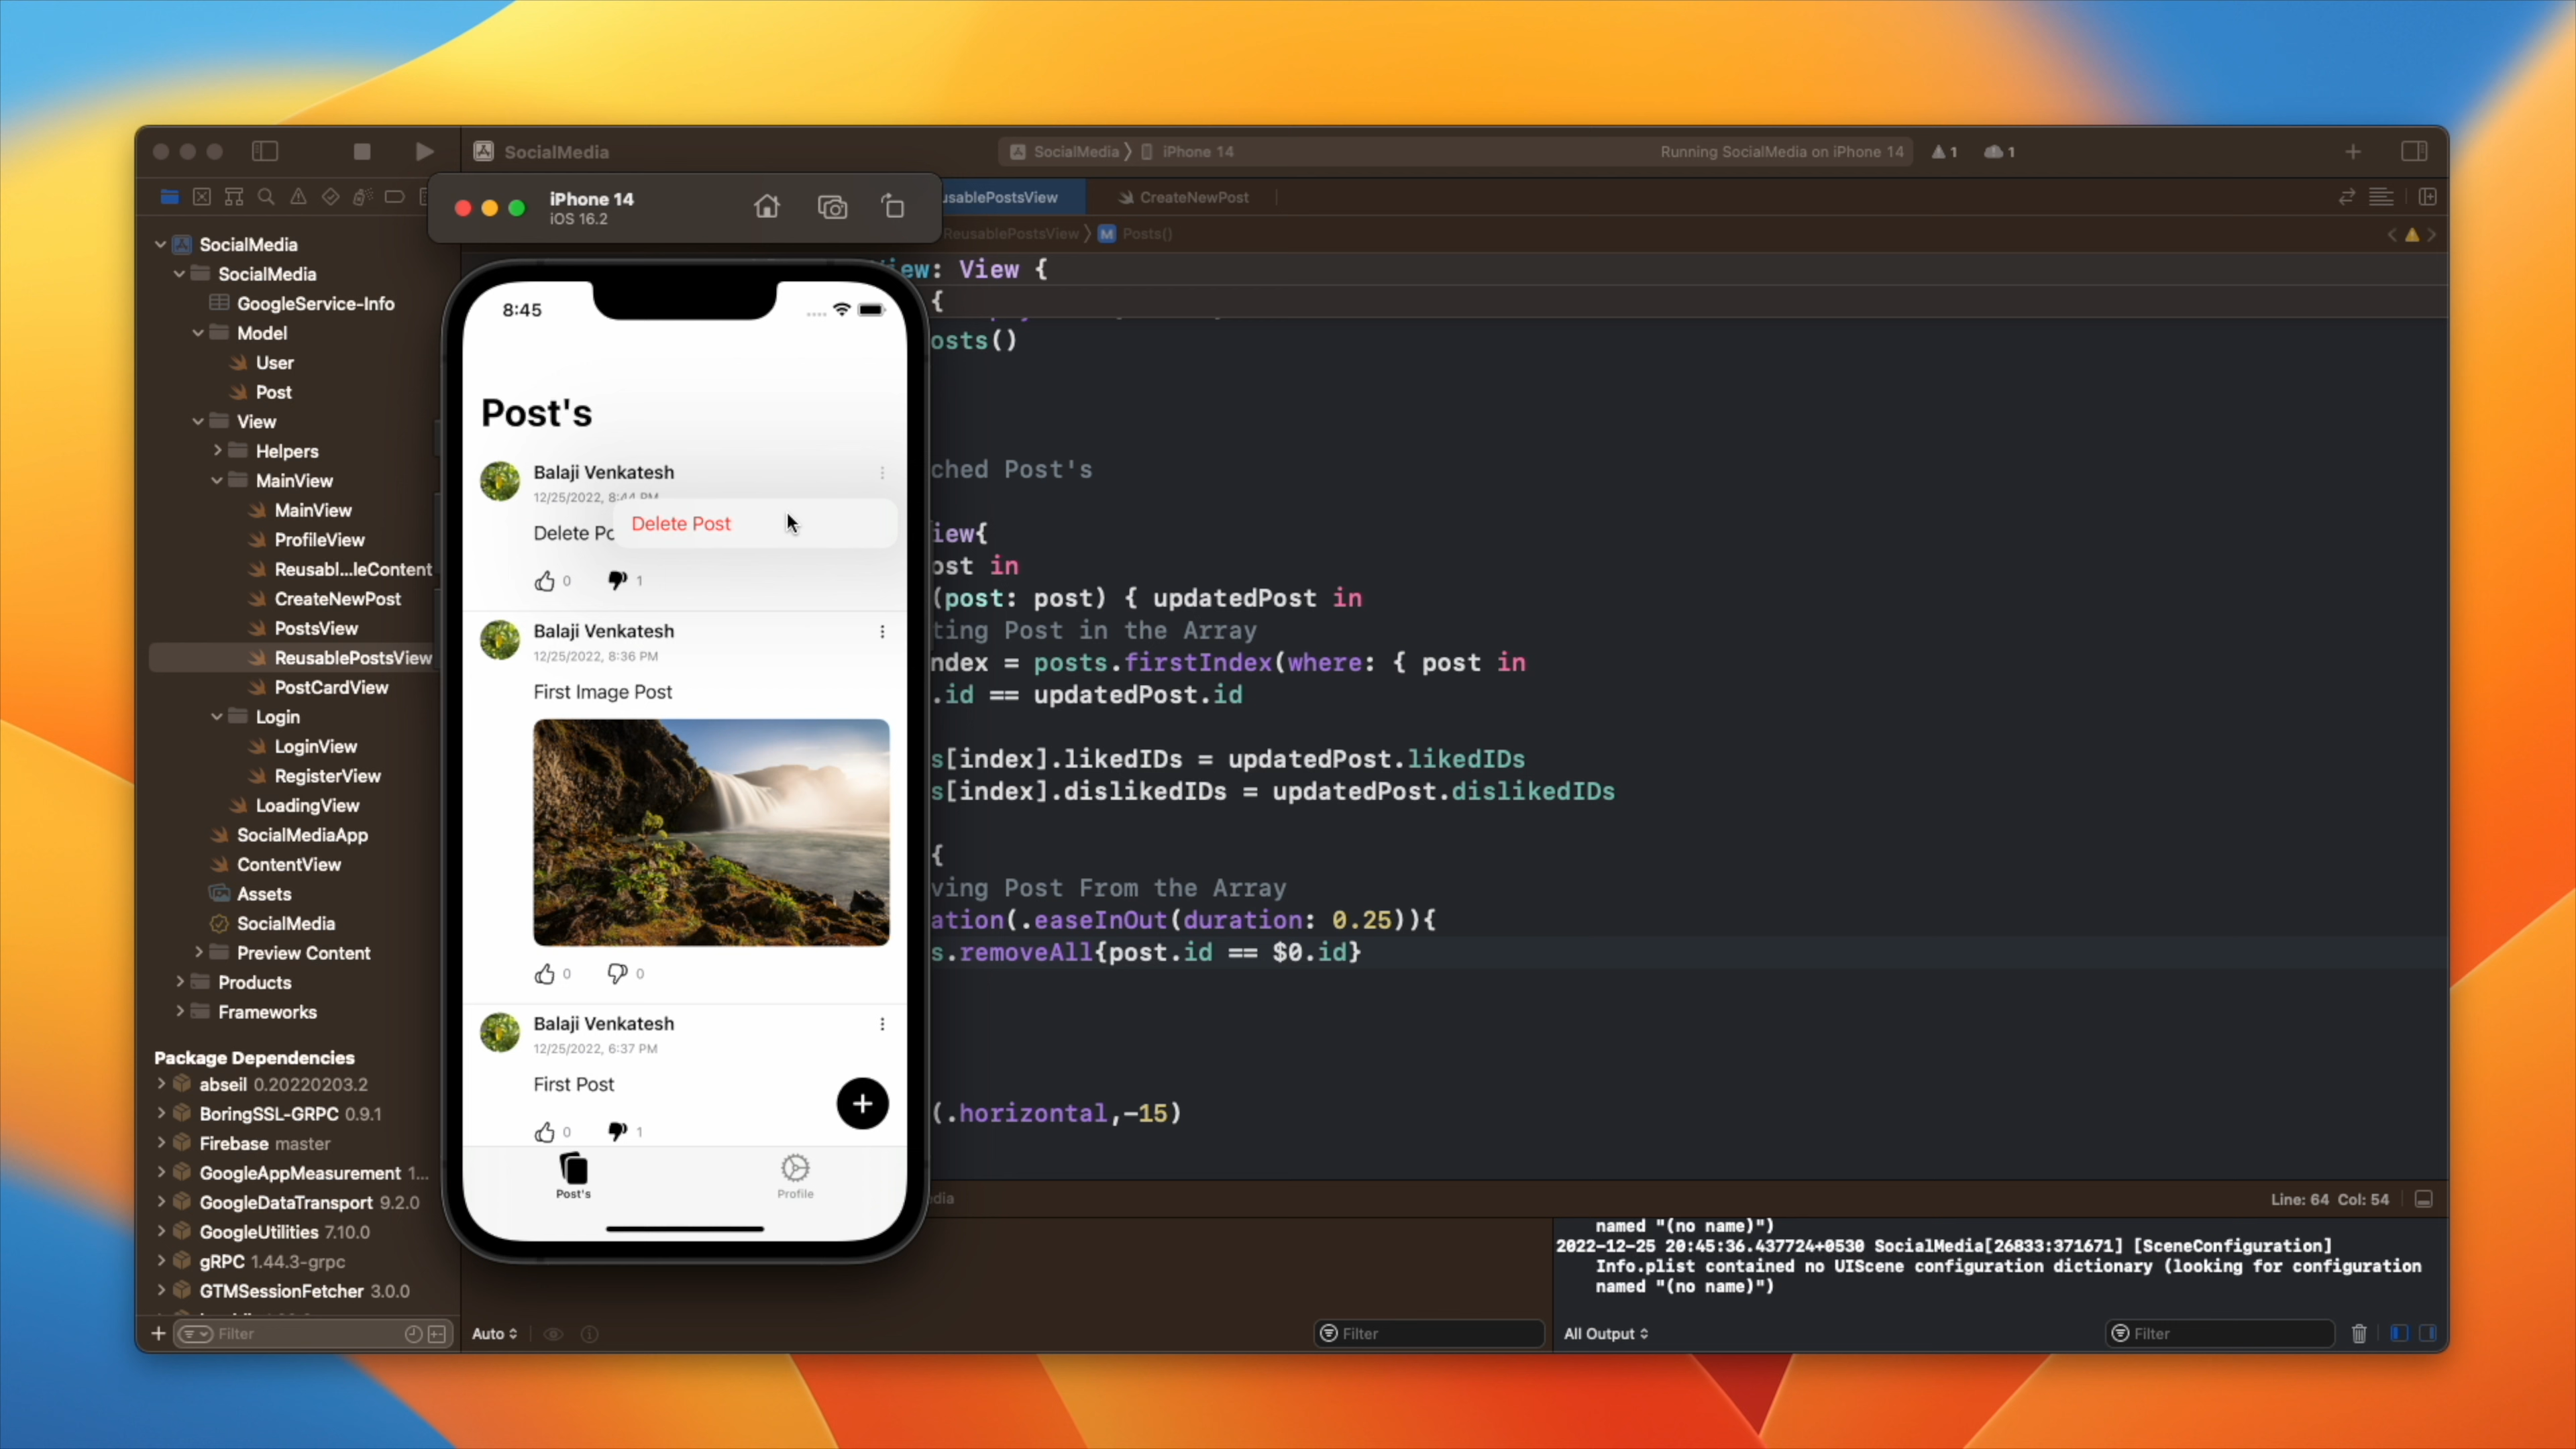 SocialMedia
SocialMedia
iPhone 14
Running SocialMedia on iPhone 14
1
1
iPhone 14
iOS 16.2
usablePostsView
CreateNewPost
ReusablePostsView
M
Posts()
SocialMedia
SocialMedia
GoogleService-Info
Model
User
Post
View
Helpers
MainView
MainView
ProfileView
Reusabl...leContent
CreateNewPost
PostsView
ReusablePostsView
PostCardView
Login
LoginView
RegisterView
LoadingView
SocialMediaApp
ContentView
Assets
SocialMedia
Preview Content
Products
Frameworks
Package Dependencies
abseil 0.20220203.2
BoringSSL-GRPC 0.9.1
Firebase master
GoogleAppMeasurement 1...
GoogleDataTransport 9.2.0
GoogleUtilities 7.10.0
gRPC 1.44.3-grpc
GTMSessionFetcher 3.0.0
Filter
8:45
Post's
Balaji Venkatesh
12/25/2022, 8:44 PM
Delete Po
Delete Post
0
1
Balaji Venkatesh
12/25/2022, 8:36 PM
First Image Post
0
0
Balaji Venkatesh
12/25/2022, 6:37 PM
First Post
0
1
Post's
Profile
iew: View {
{
osts()
ched Post's
iew{
ost in
(post: post) { updatedPost in
ting Post in the Array
ndex = posts.firstIndex(where: { post in
.id == updatedPost.id
s[index].likedIDs = updatedPost.likedIDs
s[index].dislikedIDs = updatedPost.dislikedIDs
{
ving Post From the Array
ation(.easeInOut(duration: 0.25)){
s.removeAll{post.id == $0.id}
(.horizontal,-15)
dia
Line: 64 Col: 54
named "(no name)")
2022-12-25 20:45:36.437724+0530 SocialMedia[26833:371671] [SceneConfiguration]
Info.plist contained no UIScene configuration dictionary (looking for configuration
named "(no name)")
Auto
Filter
All Output
Filter